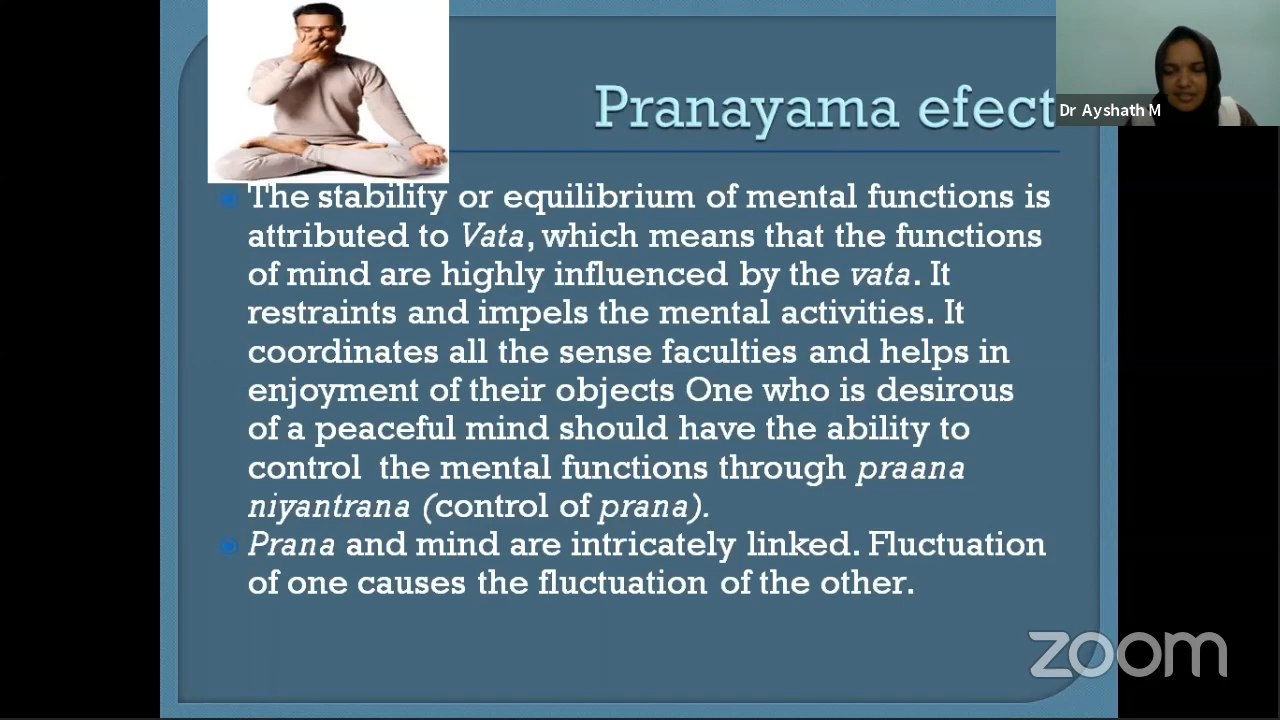 Pranayama efect
Dr Ayshath M
The stability or equilibrium of mental functions is
attributed to Vata, which means that the functions
of mind are highly influenced by the vata. It
restraints and impels the mental activities. It
coordinates all the sense faculties and helps in
enjoyment of their objects One who is desirous
of a peaceful mind should have the ability to
control the mental functions through praana
niyantrana (control of prana).
Prana and mind are intricately linked. Fluctuation
of one causes the fluctuation of the other.
zoom